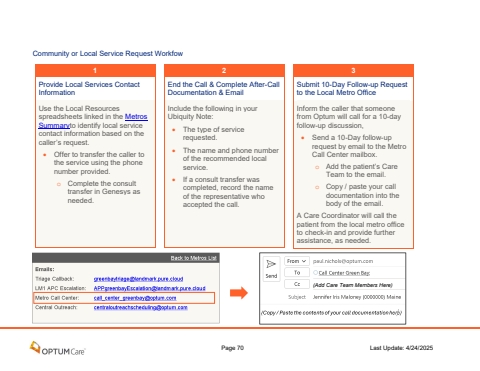 Community or Local Service Request Workfow
1
Provide Local Services Contact
Information
Use the Local Resources
spreadsheets linked in the Metros
Summary to identify local service
contact information based on the
caller's request.
• Offer to transfer the caller to
the service using the phone
number provided.
o Complete the consult
transfer in Genesys as
needed.
2
End the Call & Complete After-Call
Documentation & Email
Include the following in your
Ubiquity Note:
• The type of service
requested.
• The name and phone number
of the recommended local
service.
• If a consult transfer was
completed, record the name
of the representative who
accepted the call.
3
Submit 10-Day Follow-up Request
to the Local Metro Office
Inform the caller that someone
from Optum will call for a 10-day
follow-up discussion,
• Send a 10-Day follow-up
request by email to the Metro
Call Center mailbox.
o Add the patient's Care
Team to the email.
o Copy / paste your call
documentation into the
body of the email.
A Care Coordinator will call the
patient from the local metro office
to check-in and provide further
assistance, as needed.
Back to Metros List
Emails:
Triage Callback: greenbaytriage@landmark.pure.cloud
LM1 APC Escalation: APPgreenbayEscalation@landmark.pure.cloud
Metro Call Center: call_center_greenbay@optum.com
Central Outreach: centraloutreachscheduling@optum.com
Send
From paul.nichols@optum.com
To Call Center Green Bay
Cc (Add Care Team Members Here)
Subject Jennifer Ins Maloney (0000000) Maine
(Copy / Paste the contents of your call documentation here)
OPTUM Care
Page 70
Last Update: 4/24/2025